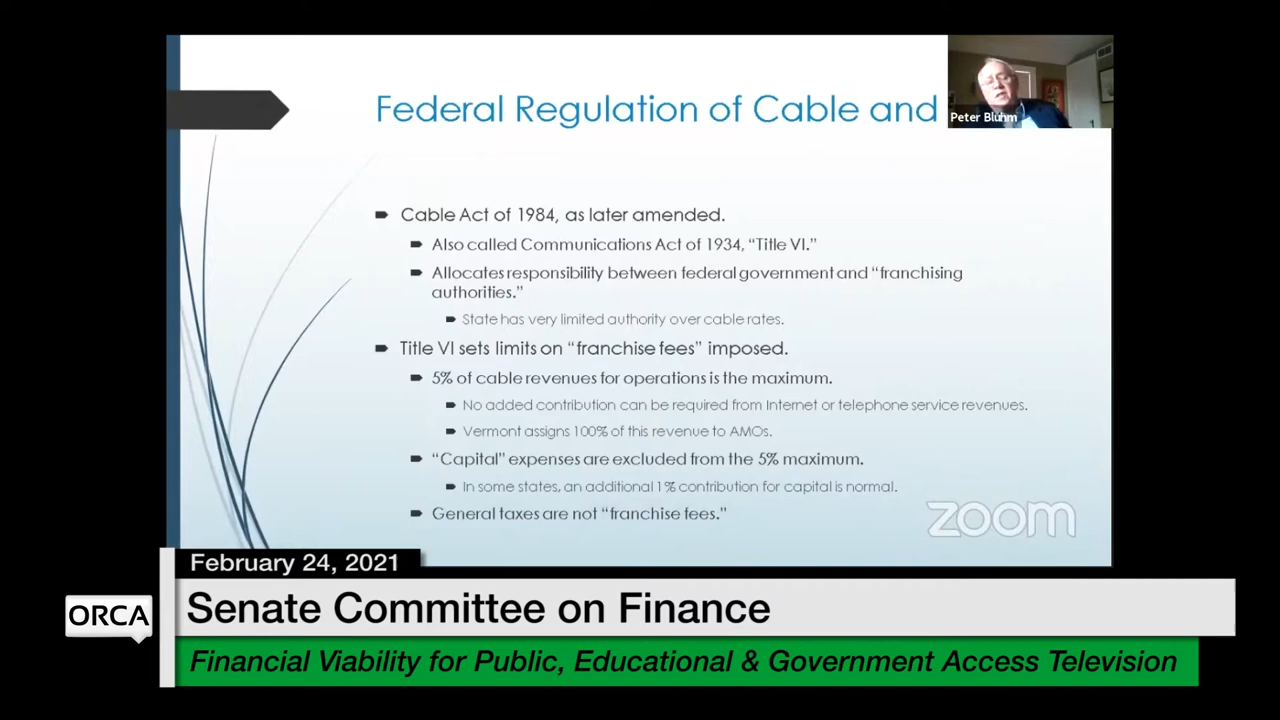 Federal Regulation of Cable and
Peter Bluhm
Cable Act of 1984, as later amended.
Also called Communications Act of 1934, “Title VI.”
Allocates responsibility between federal government and “franchising
authorities.”
State has very limited authority over cable rates.
Title VI sets limits on “franchise fees” imposed.
5% of cable revenues for operations is the maximum.
No added contribution can be required from Internet or telephone service revenues.
Vermont assigns 100% of this revenue to AMOs.
“Capital” expenses are excluded from the 5% maximum.
In some states, an additional 1% contribution for capital is normal.
General taxes are not “franchise fees.”
zoom
February 24, 2021
ORCA
Senate Committee on Finance
Financial Viability for Public, Educational & Government Access Television